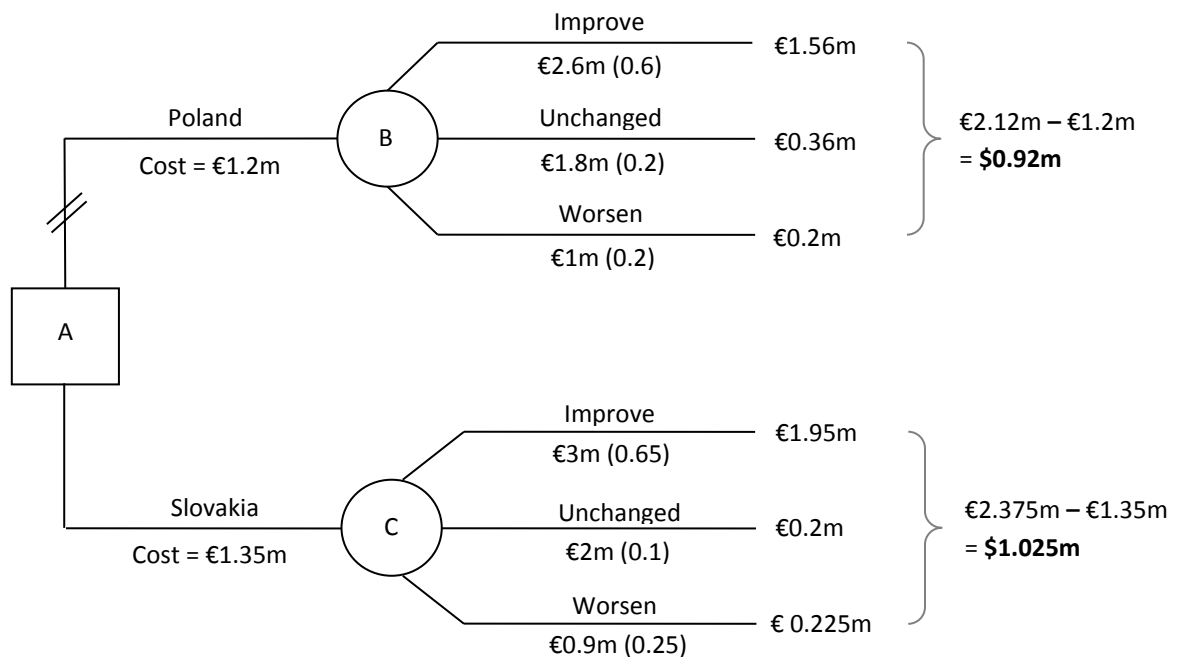 Improve
€2.6m (0.6)
€1.56m
Poland
Cost = €1.2m
B
Unchanged
€1.8m (0.2)
€0.36m
€2.12m – €1.2m
= $0.92m
Worsen
€1m (0.2)
€0.2m
A
Improve
€3m (0.65)
€1.95m
Slovakia
Cost = €1.35m
C
Unchanged
€2m (0.1)
€0.2m
€2.375m – €1.35m
= $1.025m
Worsen
€0.9m (0.25)
€ 0.225m